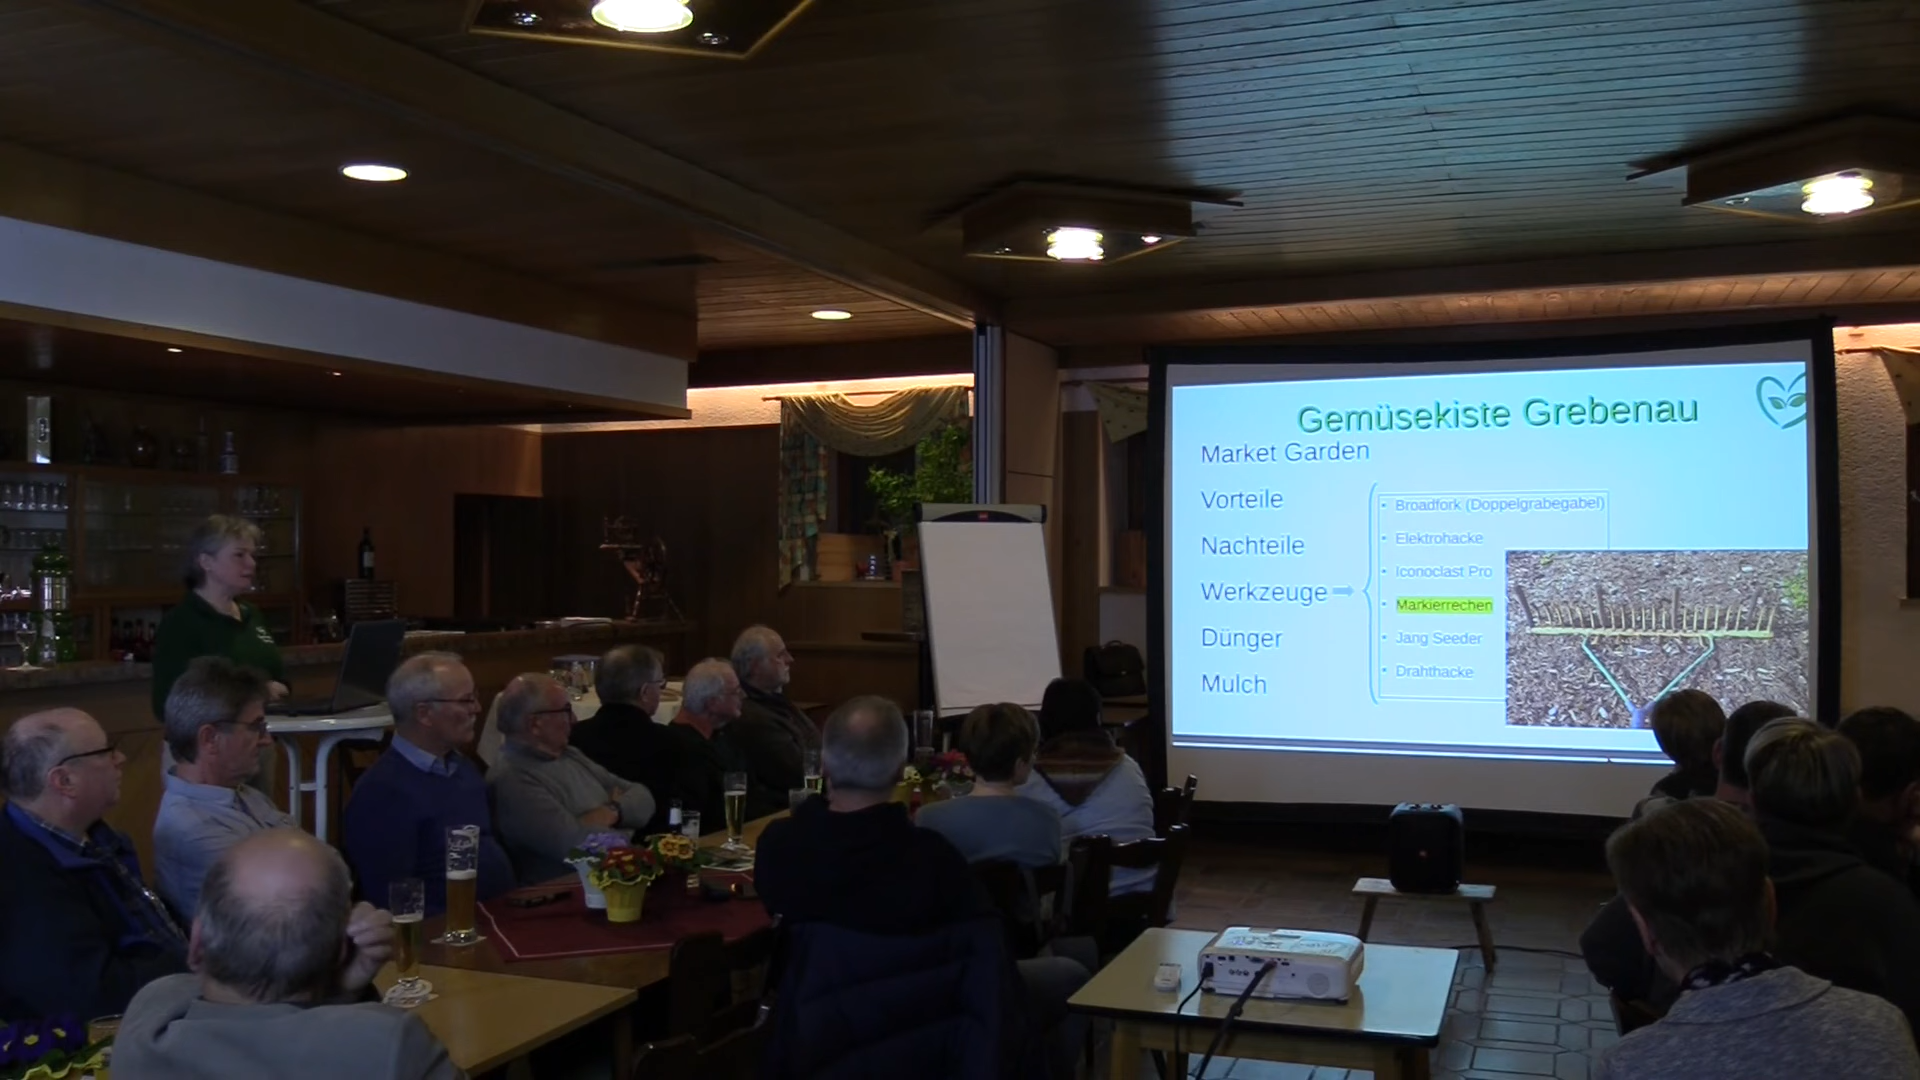 Gemüsekiste Grebenau
Market Garden
Vorteile
Nachteile
Werkzeuge
Dünger
Mulch
• Broadfork (Doppelgrabegabel)
• Elektrohacke
• Iconoclast Pro
• Markierrechen
• Jang Seeder
• Drahthacke